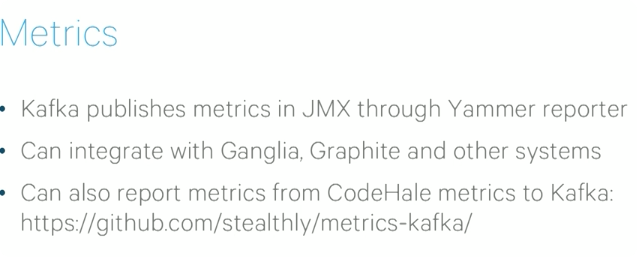 Metrics
• Kafka publishes metrics in JMX through Yammer reporter
• Can integrate with Ganglia, Graphite and other systems
• Can also report metrics from CodeHale metrics to Kafka:
https://github.com/stealthly/metrics-kafka/